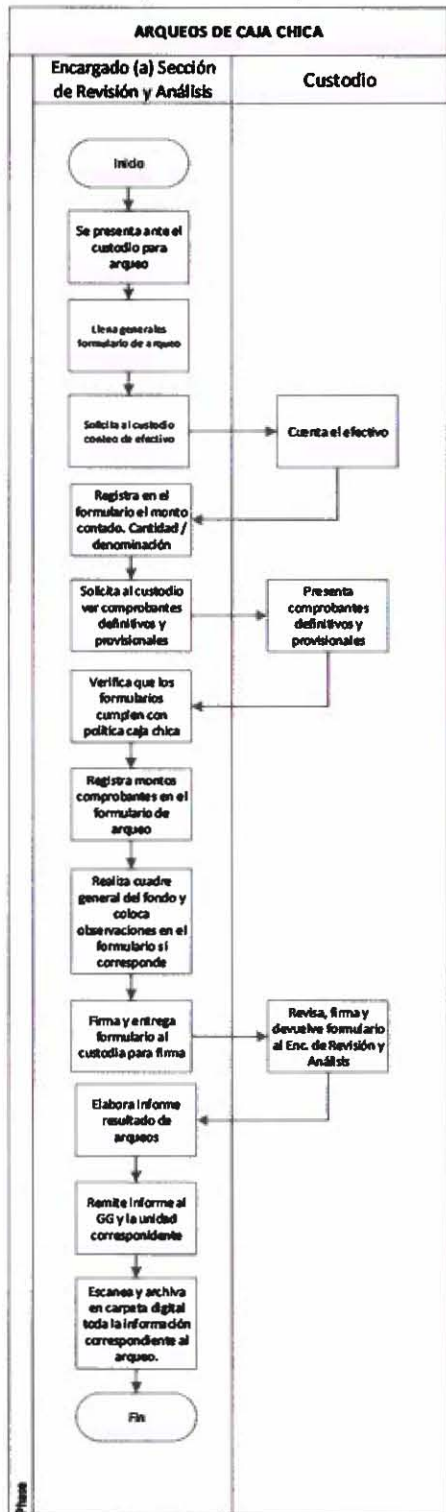 ARQUEOS DE CAJA CHICA
Encargado (a) Sección
de Revisión y Análisis
Custodio
Inicio
Se presenta ante el
custodio para
arqueo
Llena generales
formulario de arqueo
Solicita al custodio
conteo de efectivo
Cuenta el efectivo
Registra en el
formulario el monto
contado. Cantidad /
denominación
Solicita al custodio
ver comprobantes
definitivos y
provisionales
Presenta
comprobantes
definitivos y
provisionales
Verifica que los
formularios
cumplen con
política caja chica
Registra montos
comprobantes en el
formulario de
arqueo
Realiza cuadre
general del fondo y
coloca
observaciones en el
formulario si
corresponde
Firma y entrega
formulario al
custodia para firma
Revisa, firma y
devuelve formulario
al Enc. de Revisión y
Análisis
Elabora Informe
resultado de
arqueos
Remite informe al
GG y la unidad
correspondiente
Escanea y archiva
en carpeta digital
toda la información
correspondiente al
arqueo.
Fin
Phase